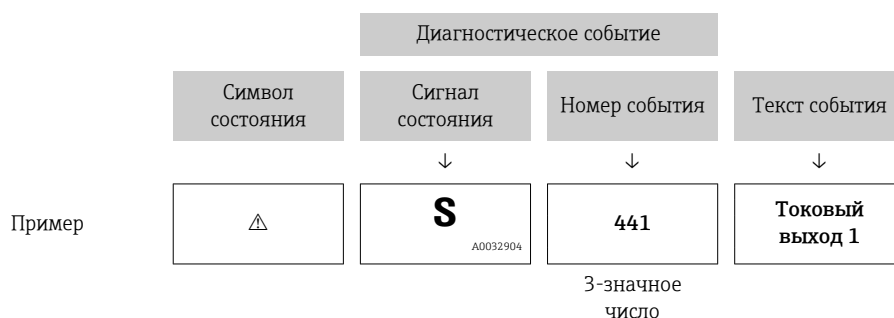 Диагностическое событие
Символ состояния
Сигнал состояния
Номер события
Текст события
↓ ↓ ↓
Пример
⚠
S
A0032904
441
Токовый выход 1
3-значное число